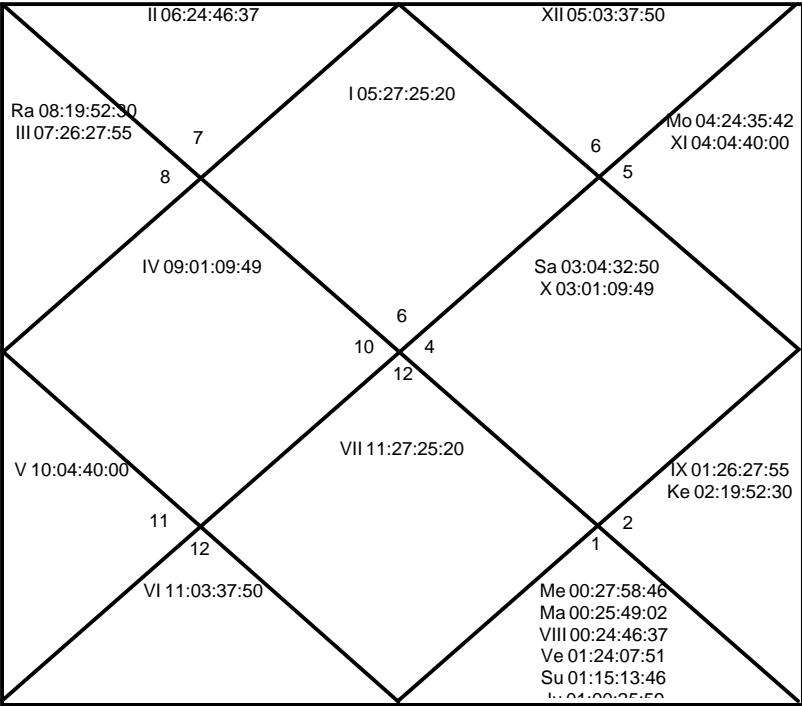 II 06:24:46:37
XII 05:03:37:50
I 05:27:25:20
Ra 08:19:52:30
III 07:26:27:55
Mo 04:24:35:42
XI 04:04:40:00
7
6
8
5
IV 09:01:09:49
Sa 03:04:32:50
X 03:01:09:49
6
10
4
12
VII 11:27:25:20
V 10:04:40:00
IX 01:26:27:55
Ke 02:19:52:30
11
2
12
1
VI 11:03:37:50
Me 00:27:58:46
Ma 00:25:49:02
VIII 00:24:46:37
Ve 01:24:07:51
Su 01:15:13:46